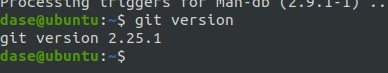 Processing triggers for Man-db (2.9.1-1) ..
dase@ubuntu:~$ git version
git version 2.25.1
dase@ubuntu:~$